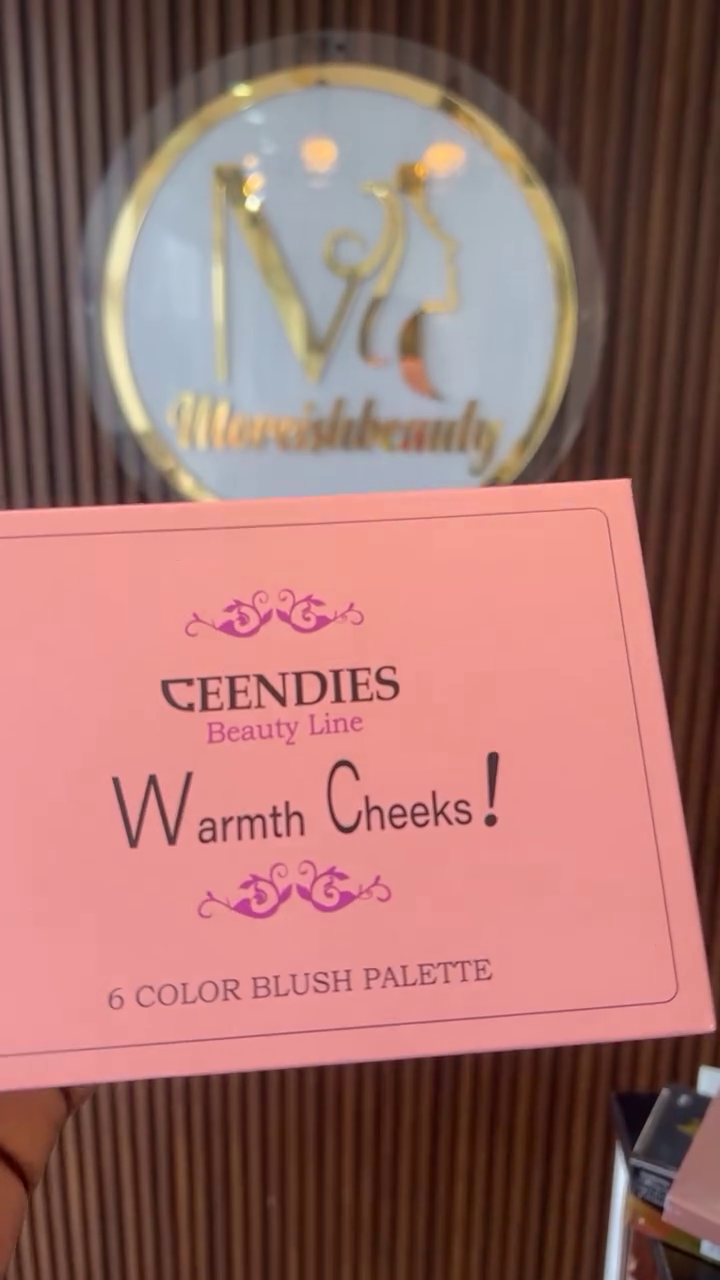 Moreishbeauty
CEENDIES
Beauty Line
Warmth Cheeks!
6 COLOR BLUSH PALETTE